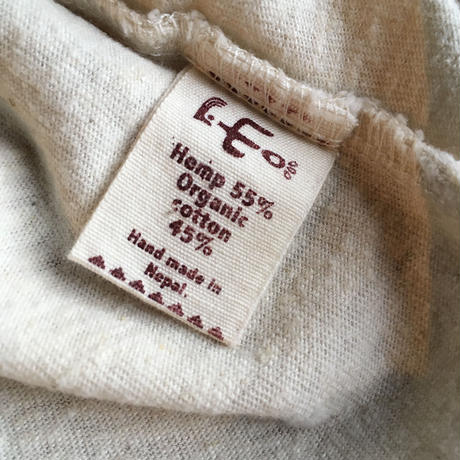 Hemp 55%
Organic
cotton
45%
Hand made in
Nepal.